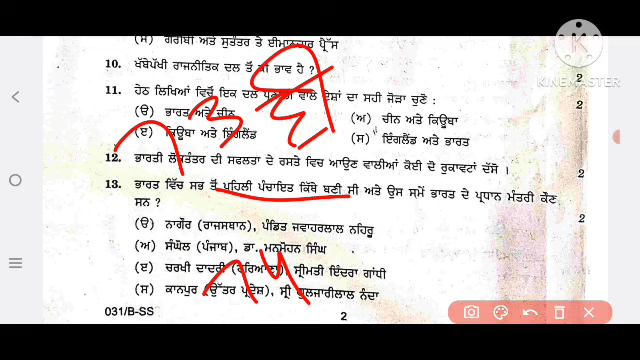 (ਸ) ਗਰੀਬੀ ਅਤੇ ਸੁਤੰਤਰ ਤੇ ਈਮਾਨਦਾਰ ਪ੍ਰੈੱਸ
10. ਖੱਬੇਪੱਖੀ ਰਾਜਨੀਤਿਕ ਦਲ ਤੋਂ ਕੀ ਭਾਵ ਹੈ ? 2
11. ਹੇਠ ਲਿਖਿਆਂ ਵਿਚੋਂ ਇਕ ਦਲ ਵਾਲੇ ਦੇਸ਼ਾਂ ਦਾ ਸਹੀ ਜੋੜਾ ਚੁਣੋ : 2
(ੳ) ਭਾਰਤ ਅਤੇ ਚੀਨ (ਅ) ਚੀਨ ਅਤੇ ਕਿਊਬਾ
(ੲ) ਕਿਊਬਾ ਅਤੇ ਇੰਗਲੈਂਡ (ਸ) ਇੰਗਲੈਂਡ ਅਤੇ ਭਾਰਤ
12. ਭਾਰਤੀ ਲੋਕਤੰਤਰ ਦੀ ਸਫਲਤਾ ਦੇ ਰਸਤੇ ਵਿਚ ਆਉਣ ਵਾਲੀਆਂ ਕੋਈ ਦੋ ਰੁਕਾਵਟਾਂ ਦੱਸੋ । 2
13. ਭਾਰਤ ਵਿੱਚ ਸਭ ਤੋਂ ਪਹਿਲੀ ਪੰਚਾਇਤ ਕਿੱਥੇ ਬਣੀ ਸੀ ਅਤੇ ਉਸ ਸਮੇਂ ਭਾਰਤ ਦੇ ਪ੍ਰਧਾਨ ਮੰਤਰੀ ਕੌਣ
ਸਨ ? 2
(ੳ) ਨਾਗੌਰ (ਰਾਜਸਥਾਨ), ਪੰਡਿਤ ਜਵਾਹਰਲਾਲ ਨਹਿਰੂ
(ਅ) ਸੰਘੋਲ (ਪੰਜਾਬ), ਡਾ. ਮਨਮੋਹਨ ਸਿੰਘ
(ੲ) ਚਰਖੀ ਦਾਦਰੀ (ਹਰਿਆਣਾ), ਸ੍ਰੀਮਤੀ ਇੰਦਰਾ ਗਾਂਧੀ
(ਸ) ਕਾਨਪੁਰ (ਉੱਤਰ ਪ੍ਰਦੇਸ਼), ਸ੍ਰੀ ਗੁਲਜਾਰੀਲਾਲ ਨੰਦਾ
031/B-SS 2
KINEMASTER